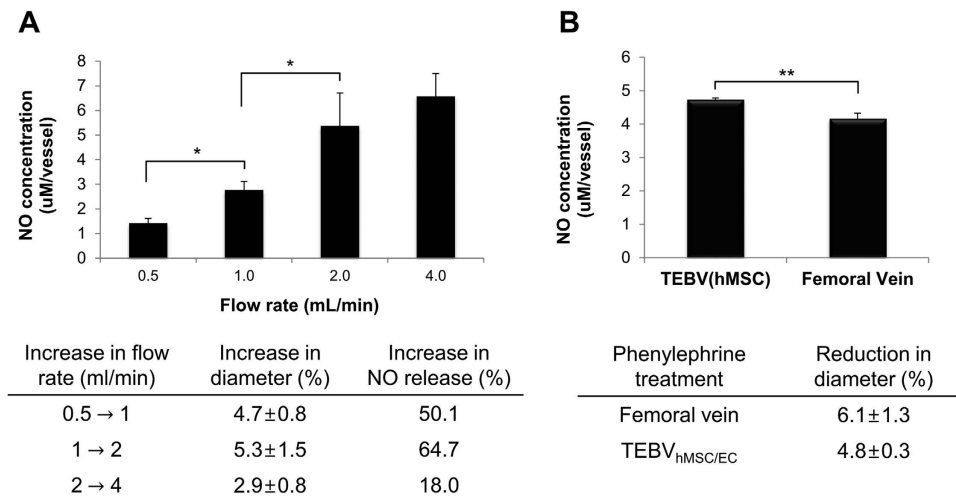 A
NO concentration
(uM/vessel)
8
7
6
5
4
3
2
1
0
*
*
0.5 1.0 2.0 4.0
Flow rate (mL/min)
Increase in flow rate (ml/min) Increase in diameter (%) Increase in NO release (%)
0.5 → 1 4.7±0.8 50.1
1 → 2 5.3±1.5 64.7
2 → 4 2.9±0.8 18.0
B
NO concentration
(uM/vessel)
6
5
4
3
2
1
0
**
TEBV(hMSC) Femoral Vein
Phenylephrine treatment Reduction in diameter (%)
Femoral vein 6.1±1.3
TEBVhMSC/EC 4.8±0.3